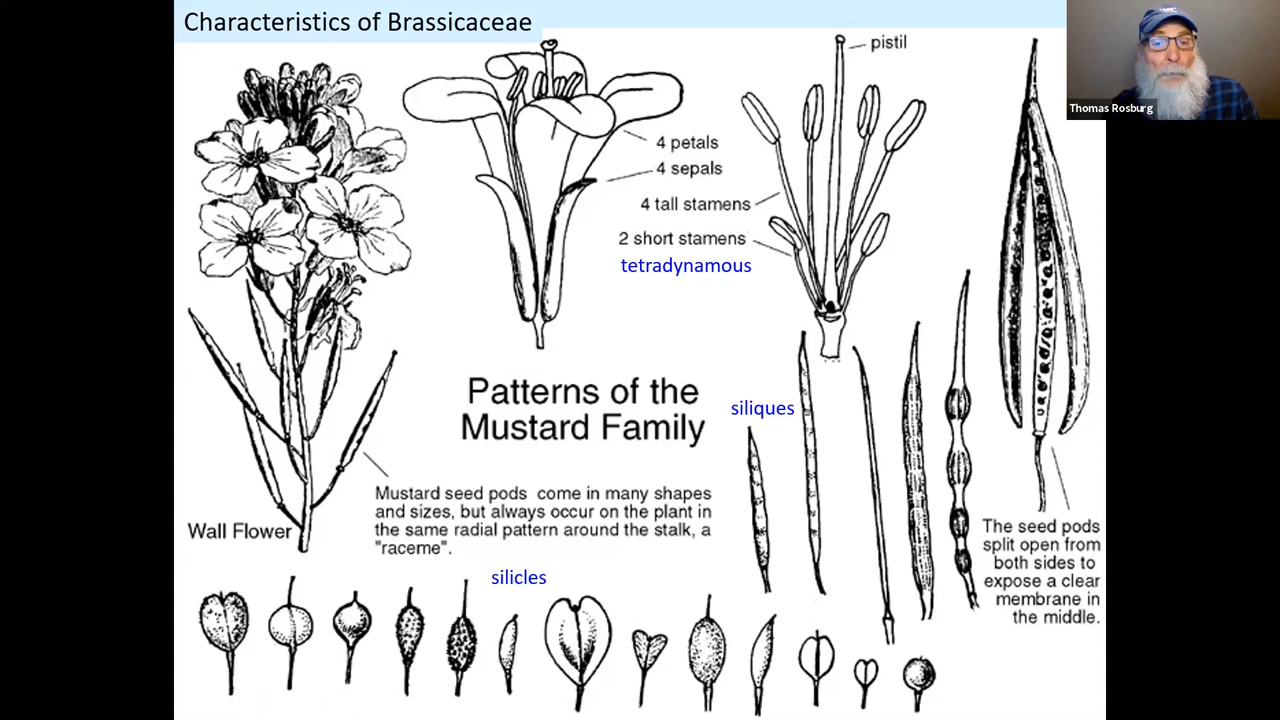 Characteristics of Brassicaceae
Thomas Rosburg
pistil
4 petals
4 sepals
4 tall stamens
2 short stamens
tetradynamous
Patterns of the
Mustard Family
siliques
Mustard seed pods come in many shapes
and sizes, but always occur on the plant in
the same radial pattern around the stalk, a
"raceme".
Wall Flower
The seed pods
split open from
both sides to
expose a clear
membrane in
the middle.
silicles